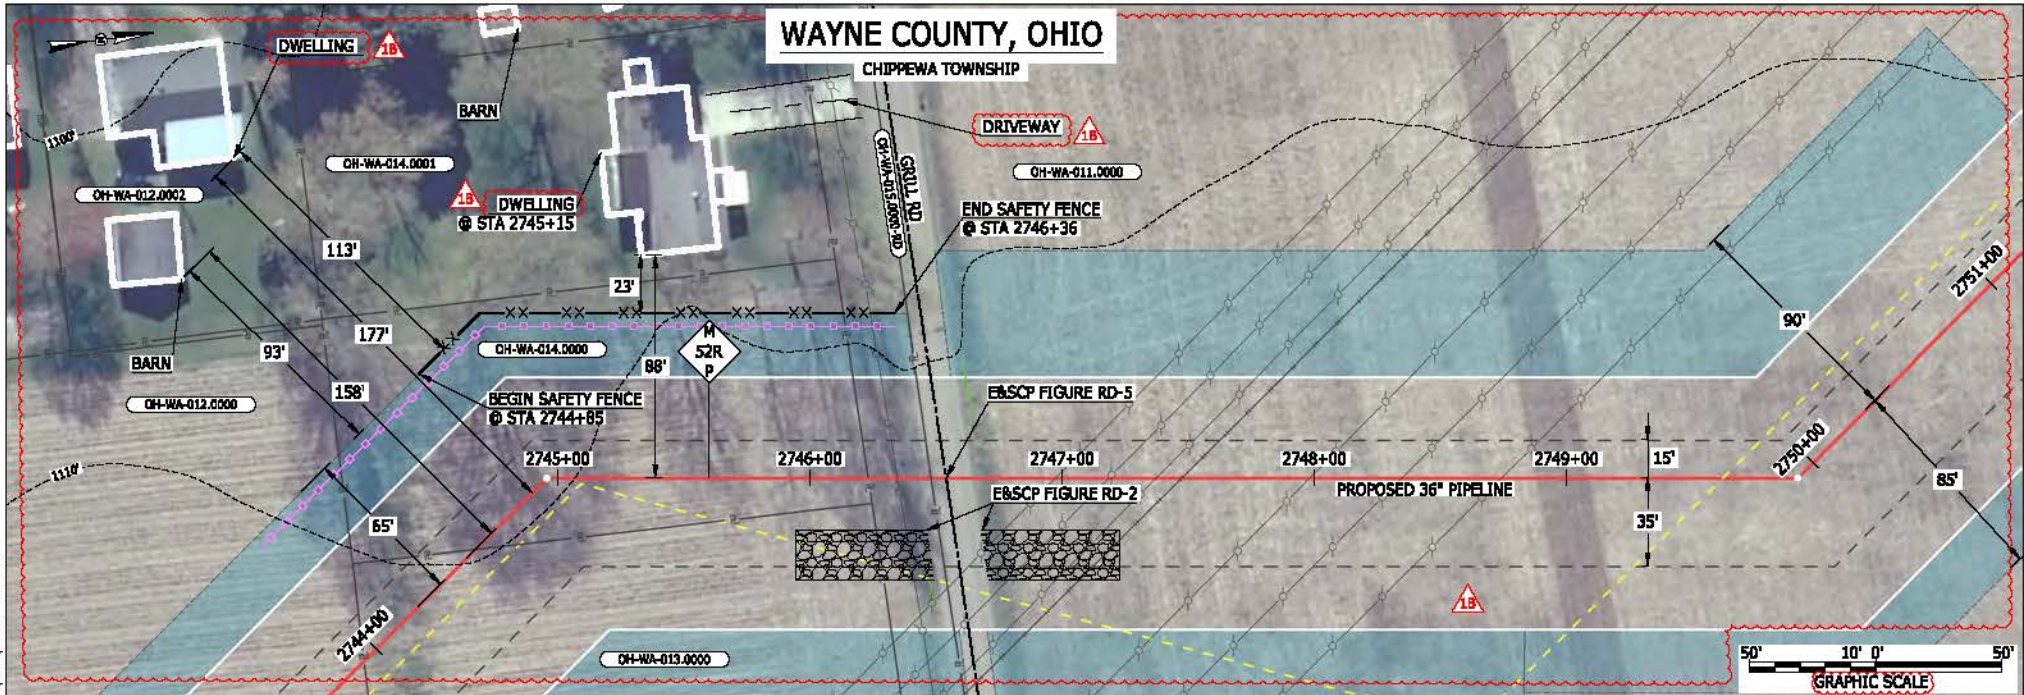 WAYNE COUNTY, OHIO
CHIPPEWA TOWNSHIP
N
DWELLING
1B
BARN
DRIVEWAY
1B
1100'
OH-WA-014.0001
OH-WA-011.0000
OH-WA-012.0002
1B
DWELLING
@ STA 2745+15
GRILL RD
OH-WA-015.0000-RD
END SAFETY FENCE
@ STA 2746+36
113'
23'
2751+00
177'
93'
BARN
OH-WA-014.0000
M
52R
P
88'
90'
158'
OH-WA-012.0000
BEGIN SAFETY FENCE
@ STA 2744+85
E&SCP FIGURE RD-5
1110'
2745+00
2746+00
2747+00
2748+00
2749+00
15'
2750+00
E&SCP FIGURE RD-2
PROPOSED 36" PIPELINE
85'
65'
35'
1B
2744+00
OH-WA-013.0000
50'
10'
0'
50'
GRAPHIC SCALE